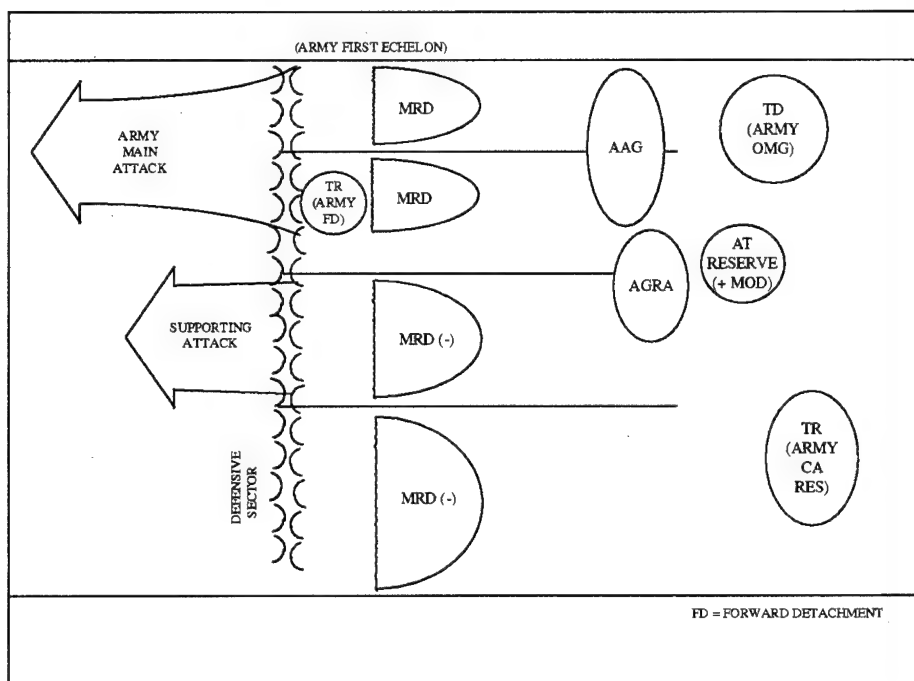 (ARMY FIRST ECHELON)
MRD
TD
(ARMY
OMG)
AAG
ARMY
MAIN
ATTACK
TR
(ARMY
FD)
MRD
AT
RESERVE
(+ MOD)
AGRA
SUPPORTING
ATTACK
MRD (-)
TR
(ARMY
CA
RES)
DEFENSIVE
SECTOR
MRD (-)
FD = FORWARD DETACHMENT